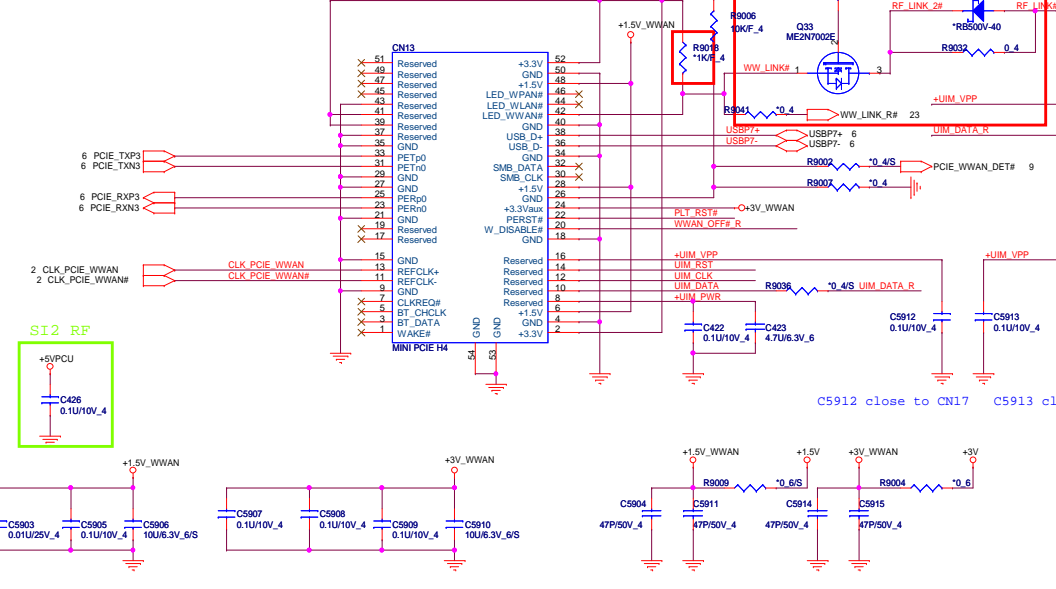 RF_LINK_2#
RF_LINK#
*RB500V-40
R9006
10K/F_4
Q33
ME2N7002E
2
+1.5V_WWAN
R9018
*1K/F_4
R9032
0_4
WW_LINK#
1
3
R9041
*0_4
WW_LINK_R#
23
+UIM_VPP
CN13
51
Reserved
49
Reserved
47
Reserved
45
Reserved
43
Reserved
41
Reserved
39
Reserved
37
Reserved
35
GND
33
PETp0
31
PETn0
29
GND
27
GND
25
PERp0
23
PERn0
21
GND
19
Reserved
17
Reserved
15
GND
13
REFCLK+
11
REFCLK-
9
GND
7
CLKREQ#
5
BT_CHCLK
3
BT_DATA
1
WAKE#
+3.3V
52
GND
50
+1.5V
48
LED_WPAN#
46
LED_WLAN#
44
LED_WWAN#
42
GND
40
USB_D+
38
USB_D-
36
GND
34
SMB_DATA
32
SMB_CLK
30
+1.5V
28
GND
26
+3.3Vaux
24
PERST#
22
W_DISABLE#
20
GND
18
Reserved
16
Reserved
14
Reserved
12
Reserved
10
Reserved
8
+1.5V
6
GND
4
+3.3V
2
GND
GND
54
53
MINI PCIE H4
6 PCIE_TXP3
6 PCIE_TXN3
6 PCIE_RXP3
6 PCIE_RXN3
2 CLK_PCIE_WWAN
2 CLK_PCIE_WWAN#
CLK_PCIE_WWAN
CLK_PCIE_WWAN#
USBP7+
USBP7-
USBP7+ 6
USBP7- 6
UIM_DATA_R
R9002
*0_4/S
PCIE_WWAN_DET# 9
R9007
*0_4
+3V_WWAN
PLT_RST#
WWAN_OFF#_R
+UIM_VPP
UIM_RST
UIM_CLK
UIM_DATA
+UIM_PWR
R9036
*0_4/S
UIM_DATA_R
+UIM_VPP
C422
0.1U/10V_4
C423
4.7U/6.3V_6
C5912
0.1U/10V_4
C5913
0.1U/10V_4
C5912 close to CN17
C5913 cl
SI2 RF
+5VPCU
C426
0.1U/10V_4
+1.5V_WWAN
C5903
0.01U/25V_4
C5905
0.1U/10V_4
C5906
10U/6.3V_6/S
+3V_WWAN
C5907
0.1U/10V_4
C5908
0.1U/10V_4
C5909
0.1U/10V_4
C5910
10U/6.3V_6/S
+1.5V_WWAN
+1.5V
R9009
*0_6/S
C5904
47P/50V_4
C5911
47P/50V_4
+3V_WWAN
+3V
R9004
*0_6
C5914
47P/50V_4
C5915
47P/50V_4